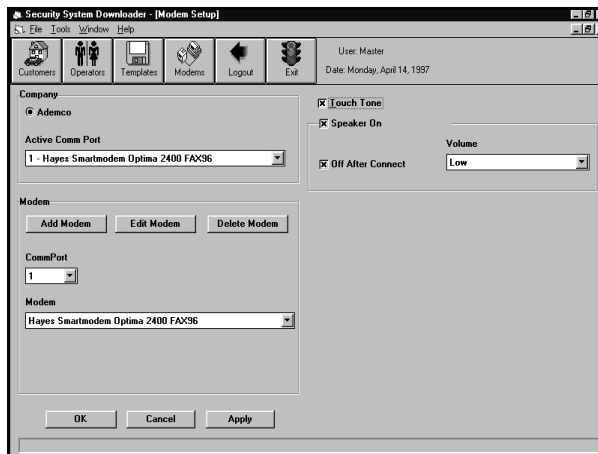 Security System Downloader - [Modem Setup]
File Tools Window Help
Customers Operators Templates Modems Logout Exit
User: Master
Date: Monday, April 14, 1997
Company
Ademco
Active Comm Port
1 - Hayes Smartmodem Optima 2400 FAX96
Touch Tone
Speaker On
Volume
Off After Connect
Low
Modem
Add Modem Edit Modem Delete Modem
CommPort
1
Modem
Hayes Smartmodem Optima 2400 FAX96
OK Cancel Apply